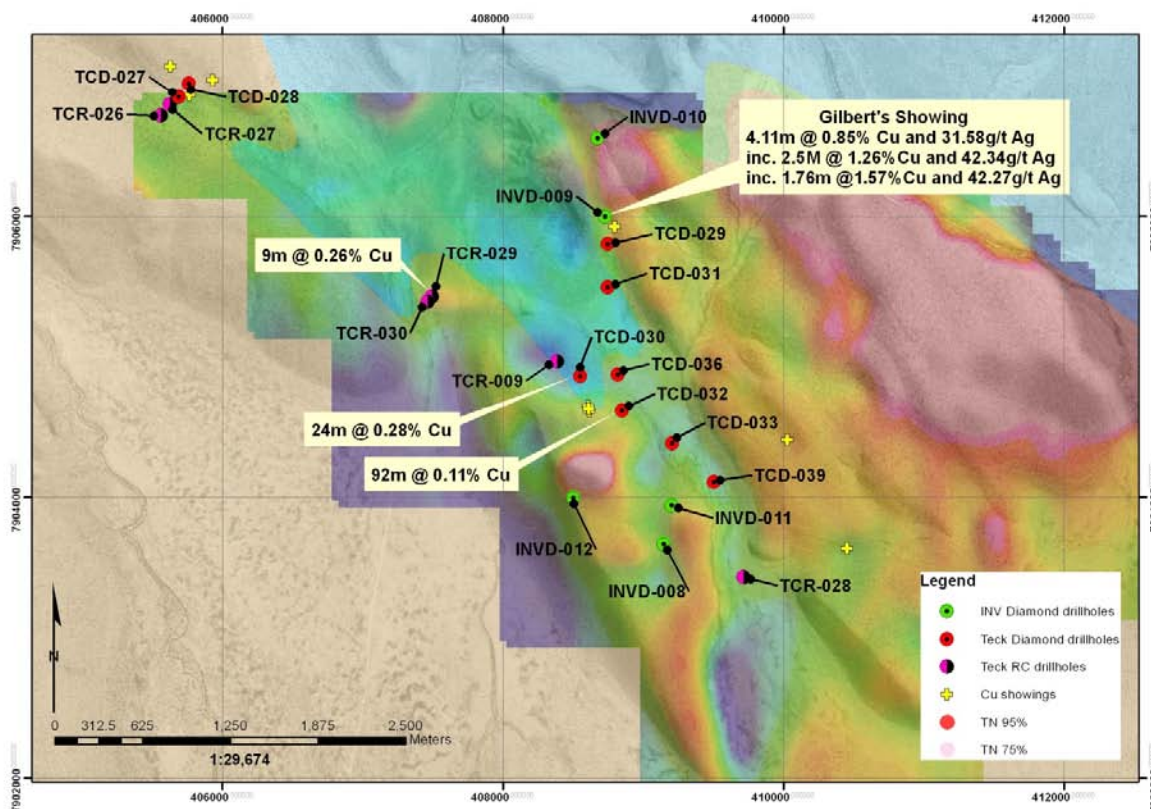 406000
408000
410000
412000
TCD-027
TCD-028
TCR-026
TCR-027
INVD-010
Gilbert's Showing
4.11m @ 0.85% Cu and 31.58g/t Ag
inc. 2.5M @ 1.26% Cu and 42.34g/t Ag
inc. 1.76m @1.57% Cu and 42.27g/t Ag
INVD-009
7906000
TCD-029
9m @ 0.26% Cu
TCR-029
TCD-031
TCR-030
TCD-030
TCD-036
TCR-009
TCD-032
24m @ 0.28% Cu
TCD-033
92m @ 0.11% Cu
TCD-039
7904000
INVD-011
INVD-012
INVD-008
TCR-028
Legend
INV Diamond drillholes
Teck Diamond drillholes
Teck RC drillholes
Cu showings
TN 95%
TN 75%
N
0 312.5 625 1,250 1,875 2,500
Meters
1:29,674
7902000
406000
408000
410000
412000